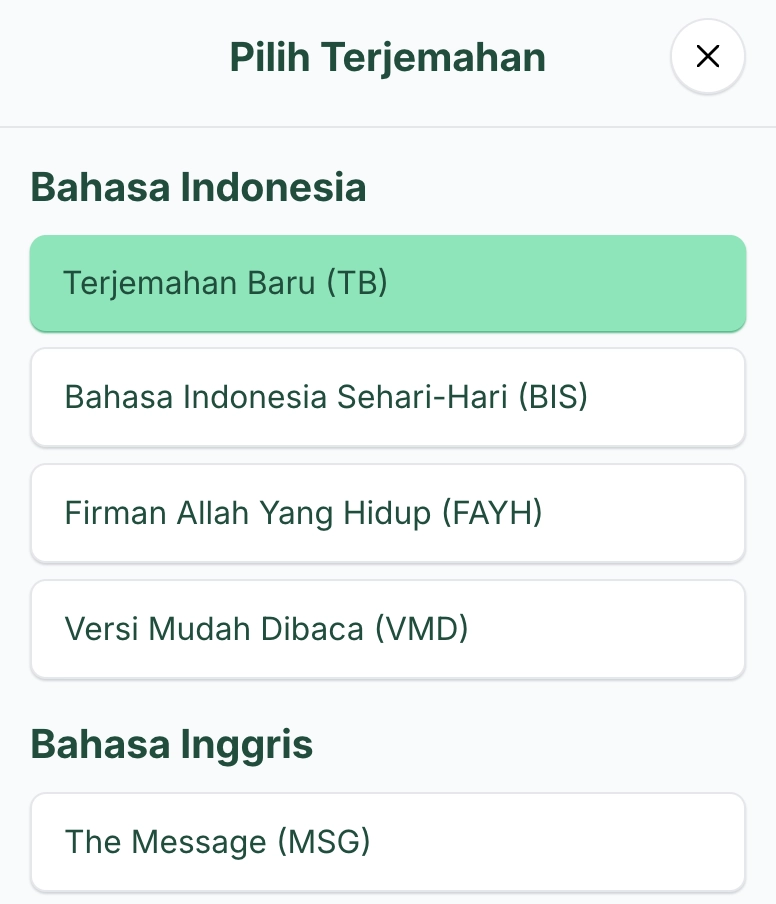 Pilih Terjemahan
Bahasa Indonesia
Terjemahan Baru (TB)
Bahasa Indonesia Sehari-Hari (BIS)
Firman Allah Yang Hidup (FAYH)
Versi Mudah Dibaca (VMD)
Bahasa Inggris
The Message (MSG)